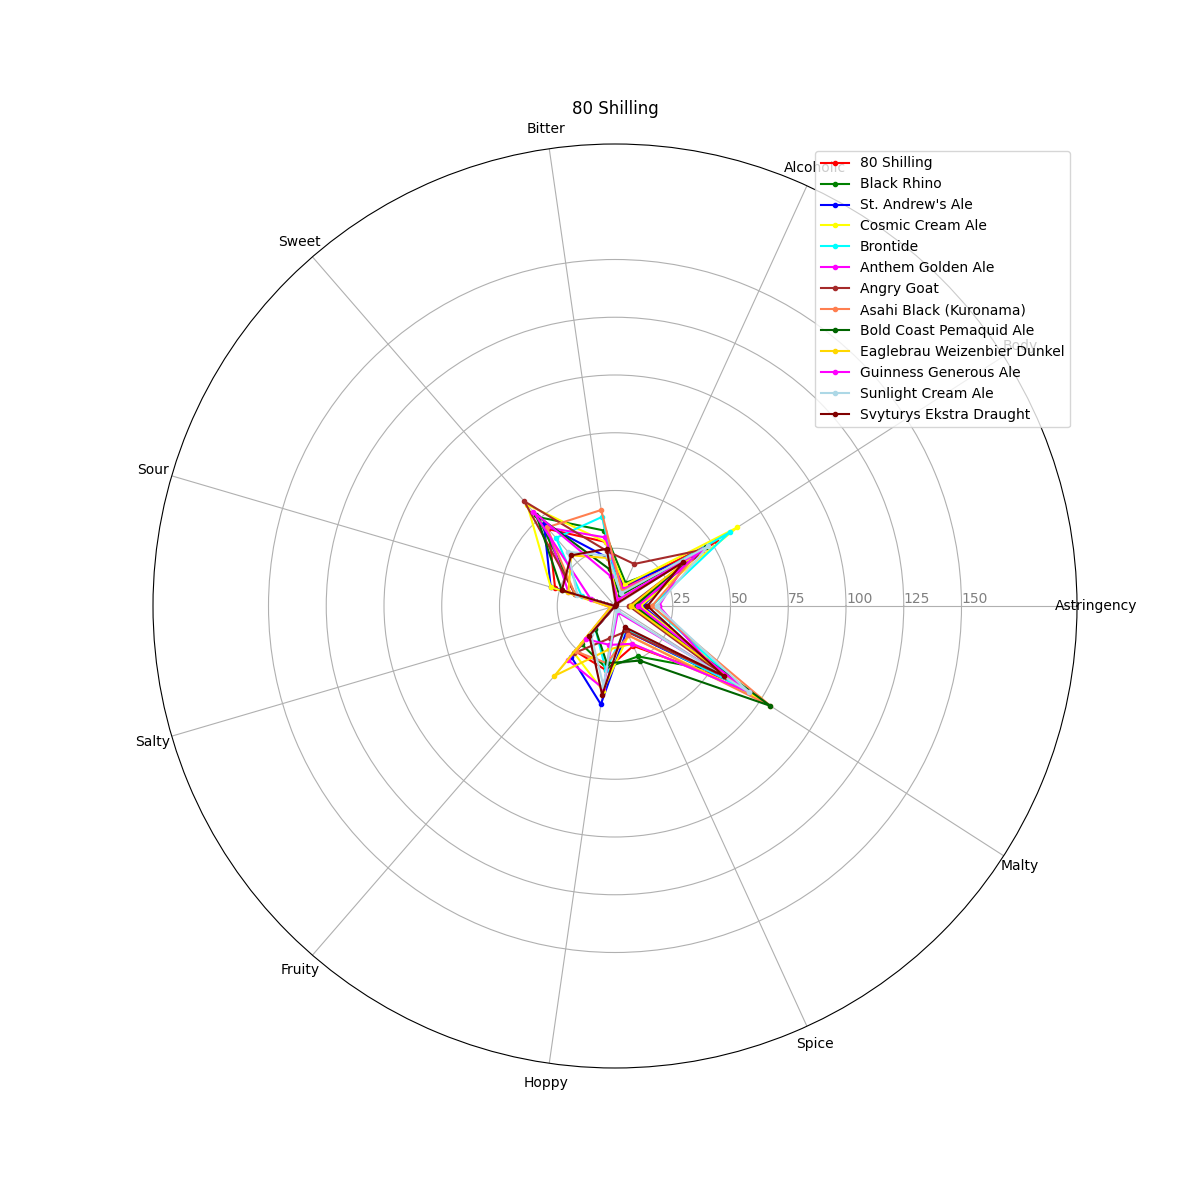 80 Shilling
Bitter
Alcoholic
80 Shilling
Black Rhino
St. Andrew's Ale
Cosmic Cream Ale
Brontide
Anthem Golden Ale
Angry Goat
Asahi Black (Kuronama)
Bold Coast Pemaquid Ale
Eaglebrau Weizenbier Dunkel
Guinness Generous Ale
Sunlight Cream Ale
Svyturys Ekstra Draught
Body
Sweet
Sour
25 50 75 100 125 150
Astringency
Salty
Malty
Fruity
Spice
Hoppy